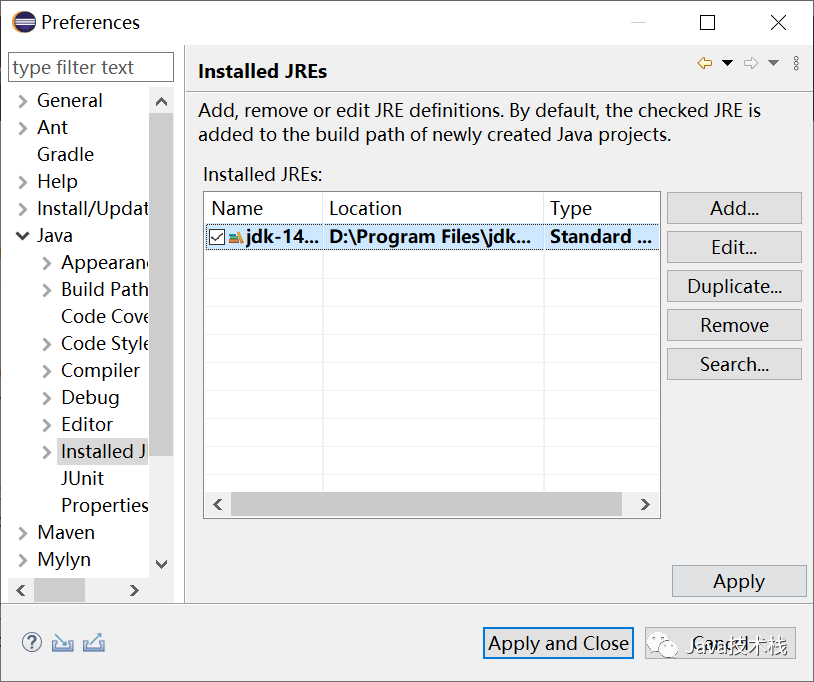 Preferences
type filter text
General
Ant
Gradle
Help
Install/Updat
Java
Appearan
Build Path
Code Cove
Code Style
Compiler
Debug
Editor
Installed J
JUnit
Properties
Maven
Mylyn
Installed JREs
Add, remove or edit JRE definitions. By default, the checked JRE is
added to the build path of newly created Java projects.
Installed JREs:
Name Location Type
jdk-14... D:\Program Files\jdk... Standard ...
Add...
Edit...
Duplicate...
Remove
Search...
Apply
Apply and Close
Cancel
Java技术栈